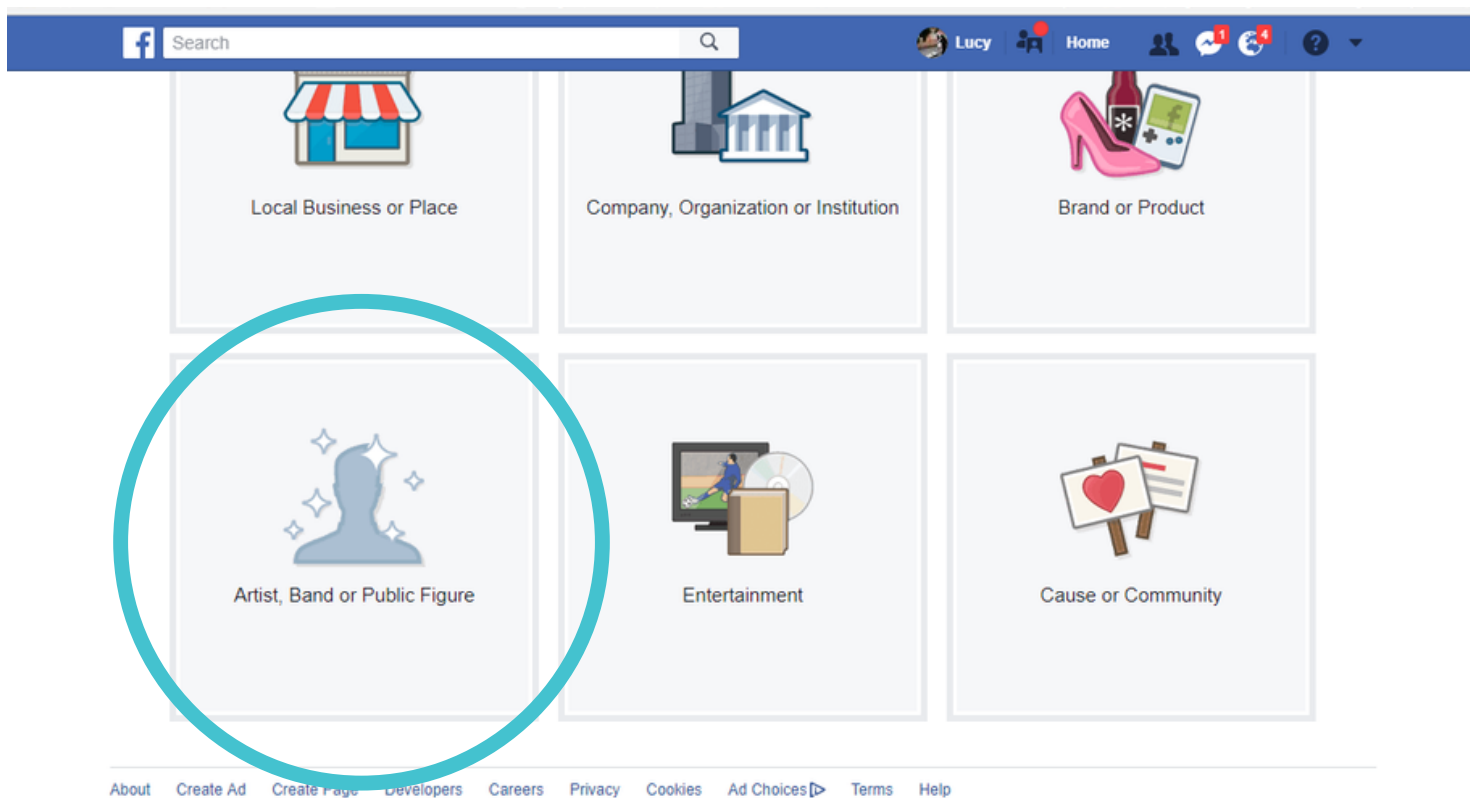 f Search Lucy Home 1 4 ?
Local Business or Place Company, Organization or Institution Brand or Product
Artist, Band or Public Figure Entertainment Cause or Community
About Create Ad Create Page Developers Careers Privacy Cookies Ad Choices Terms Help